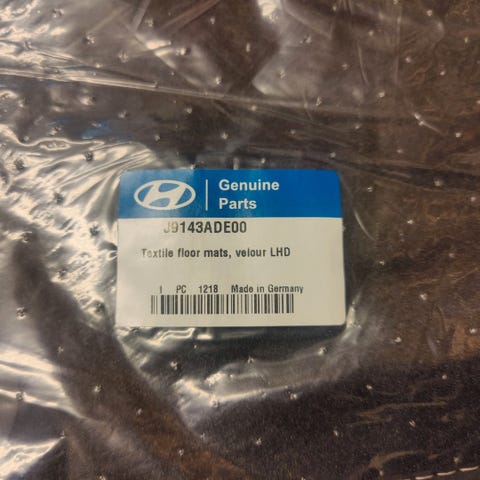 Genuine
Parts
J9143ADE00
Textile floor mats, velour LHD
1 PC 1218 Made in Germany